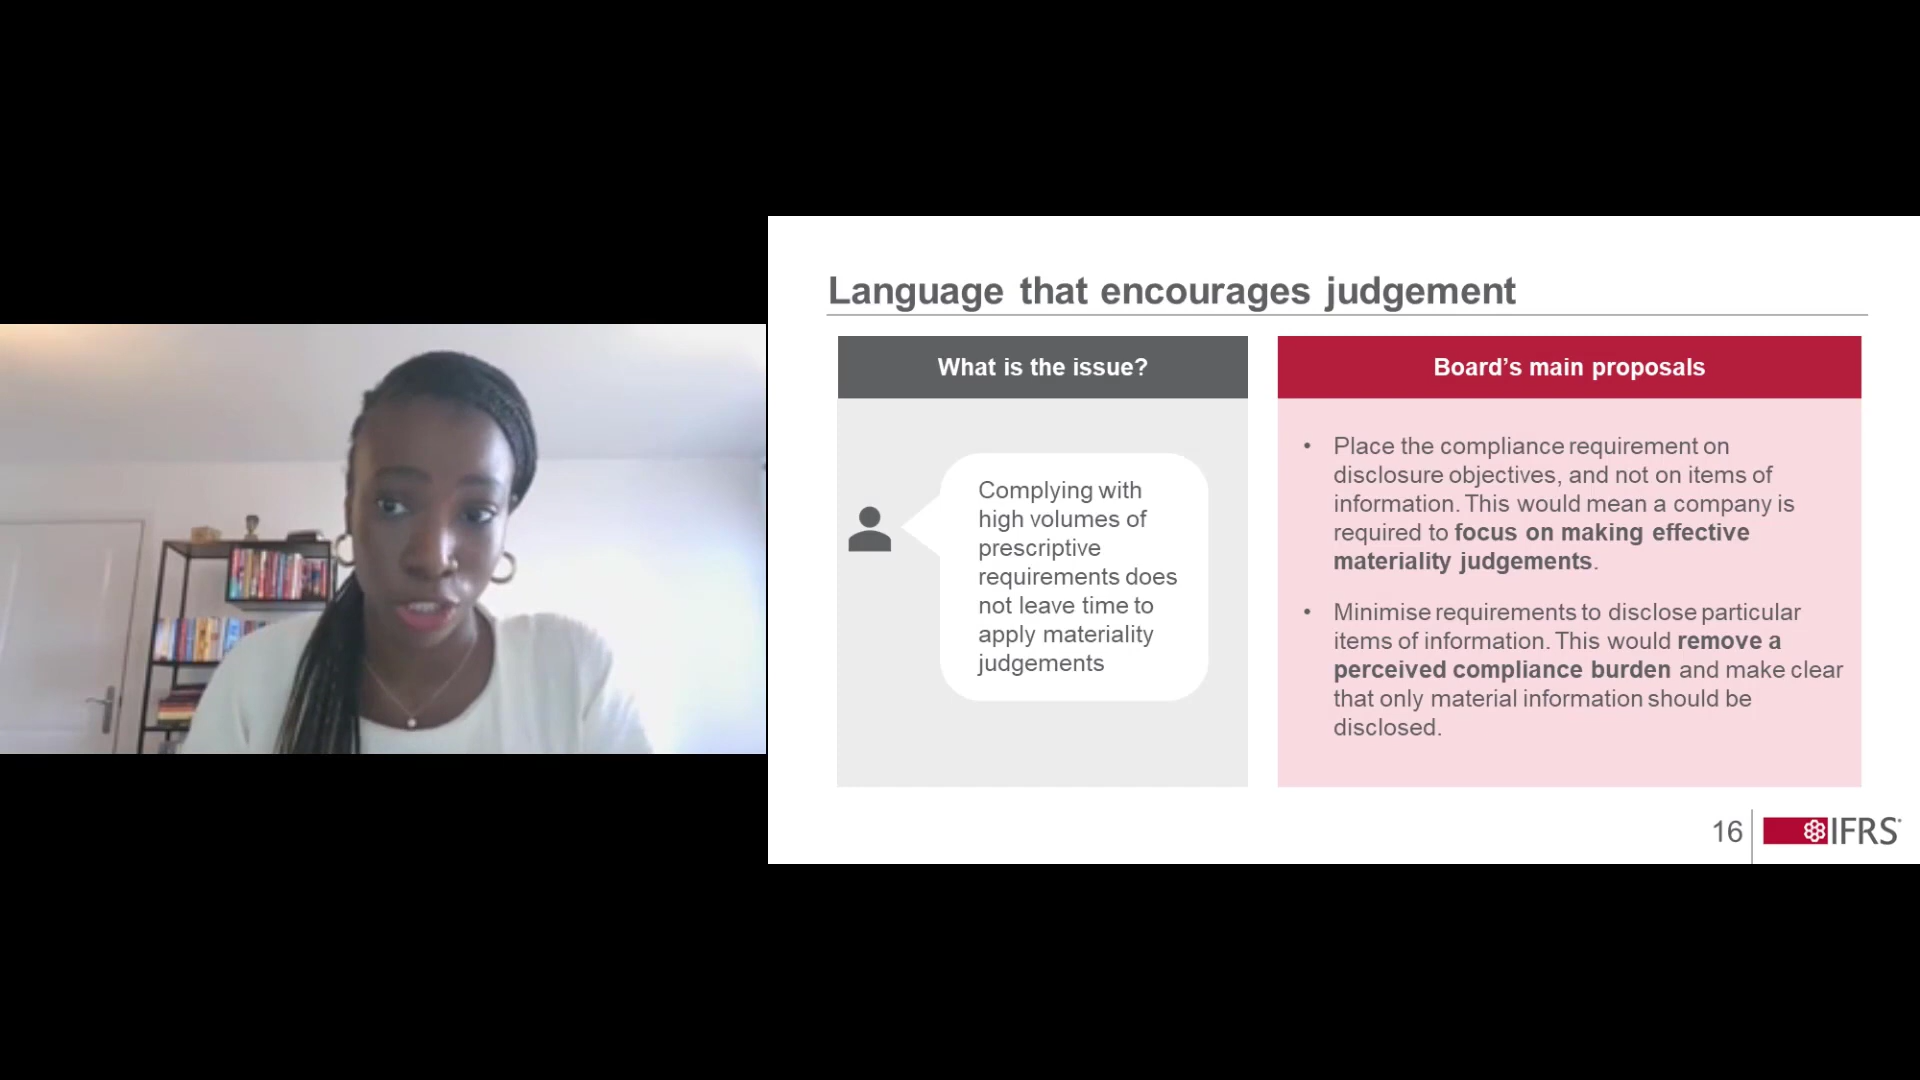 Language that encourages judgement
What is the issue?
Complying with
high volumes of
prescriptive
requirements does
not leave time to
apply materiality
judgements
Board's main proposals
• Place the compliance requirement on
disclosure objectives, and not on items of
information. This would mean a company is
required to focus on making effective
materiality judgements.
• Minimise requirements to disclose particular
items of information. This would remove a
perceived compliance burden and make clear
that only material information should be
disclosed.
16
IFRS®